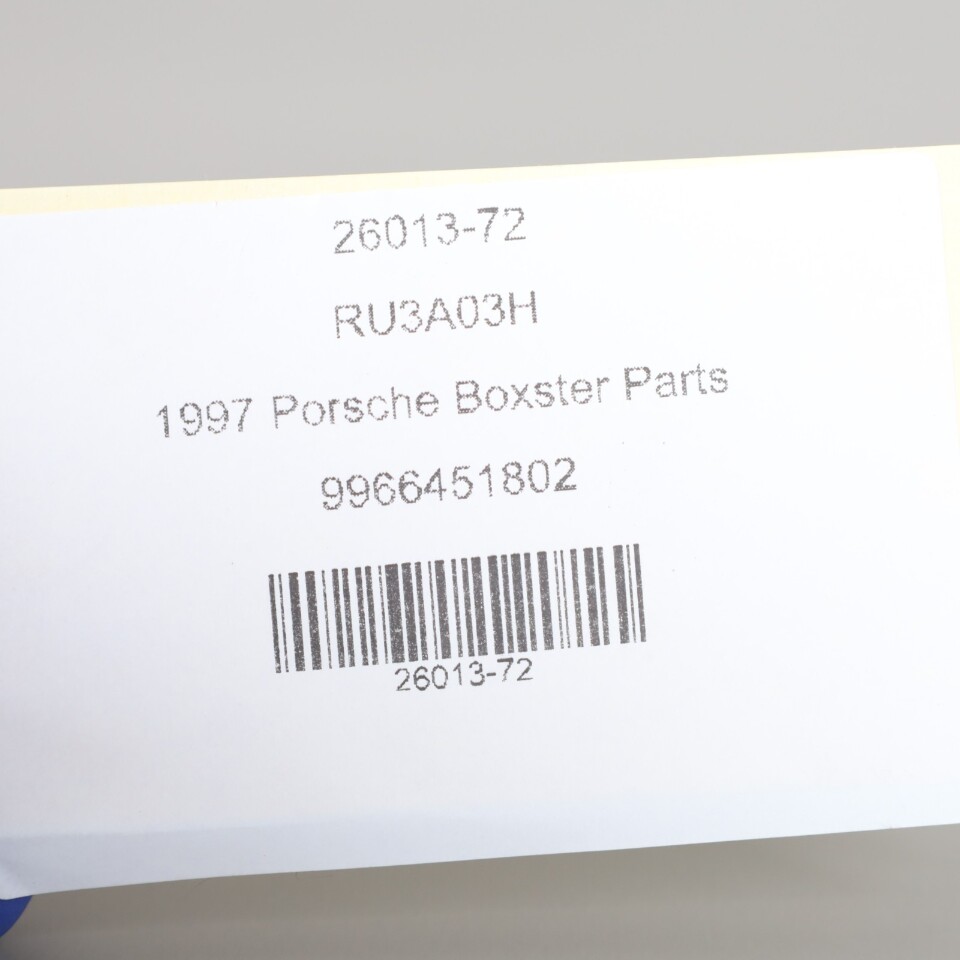 26013-72
RU3A03H
1997 Porsche Boxster Parts
9966451802
26013-72